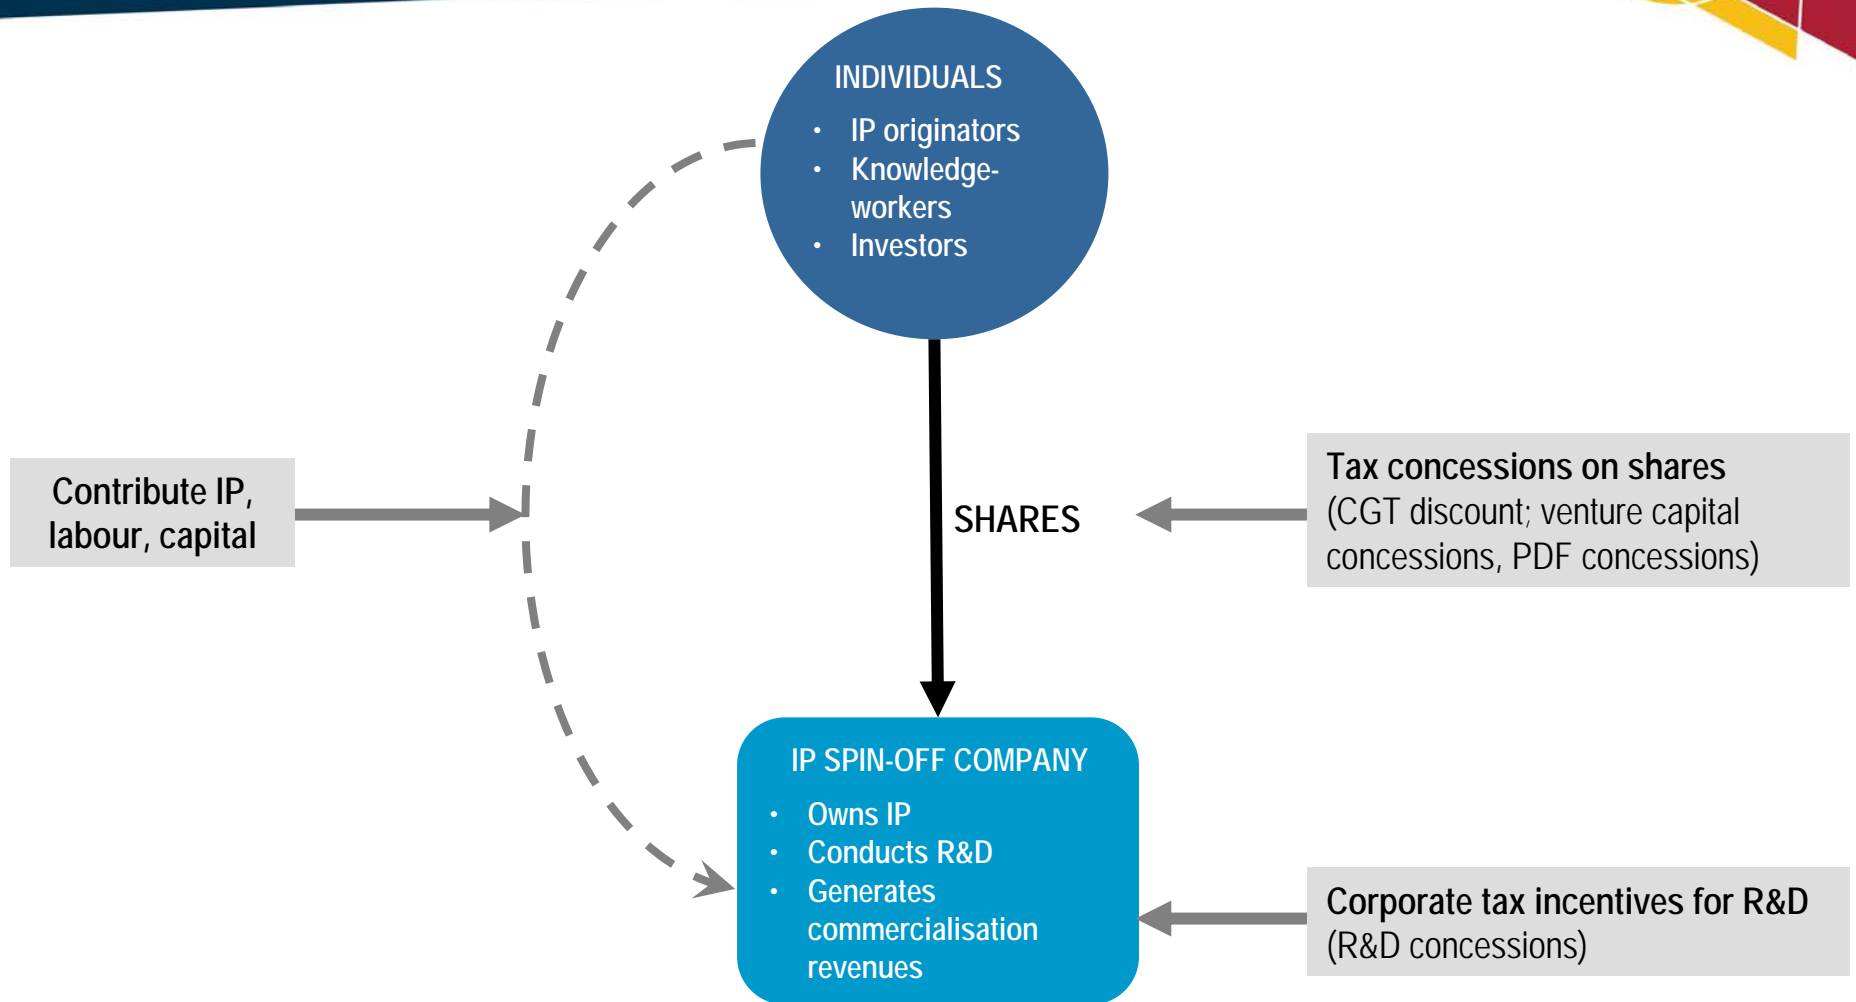 INDIVIDUALS
• IP originators
• Knowledge-
workers
• Investors
Contribute IP,
labour, capital
SHARES
Tax concessions on shares
(CGT discount; venture capital
concessions, PDF concessions)
IP SPIN-OFF COMPANY
• Owns IP
• Conducts R&D
• Generates
commercialisation
revenues
Corporate tax incentives for R&D
(R&D concessions)